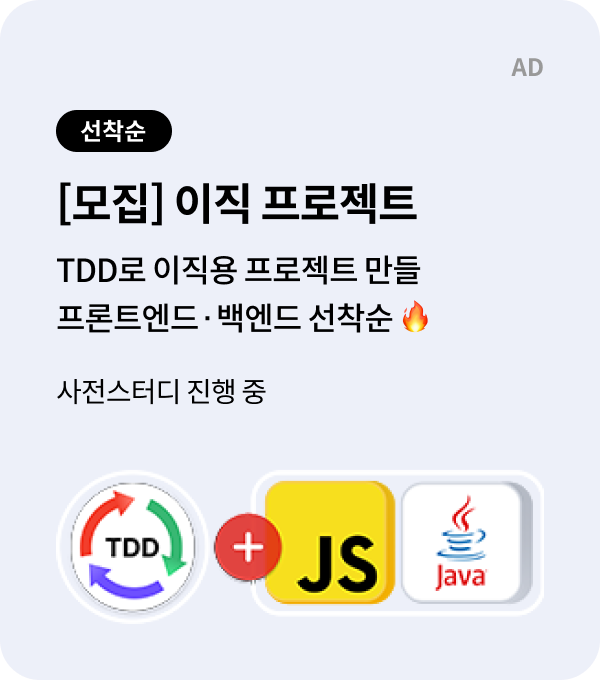 AD
선착순
[모집] 이직 프로젝트
TDD로 이직용 프로젝트 만들
프론트엔드·백엔드 선착순 🔥
사전스터디 진행 중
TDD
JS
Java